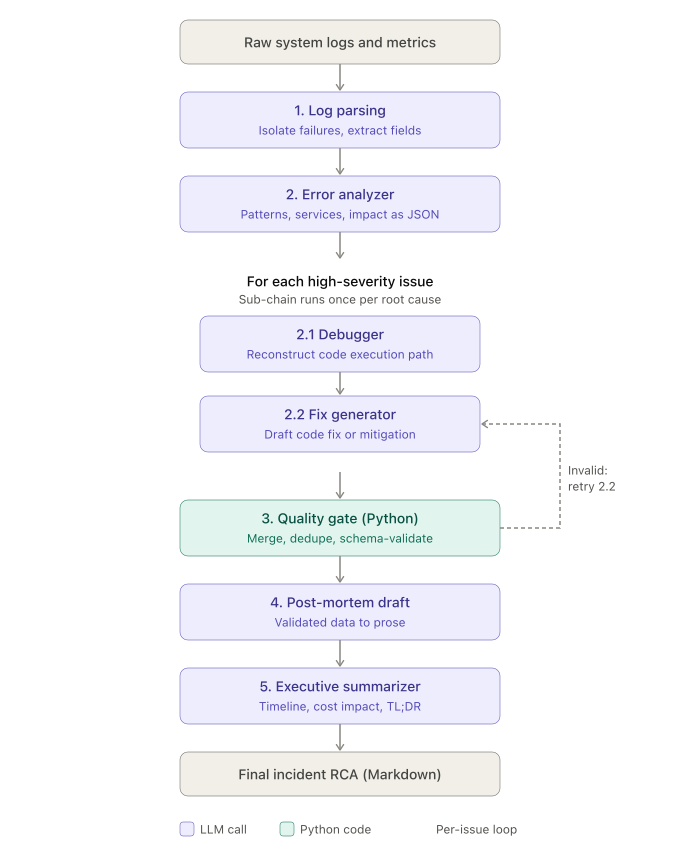 Raw system logs and metrics
1. Log parsing
Isolate failures, extract fields
2. Error analyzer
Patterns, services, impact as JSON
For each high-severity issue
Sub-chain runs once per root cause
2.1 Debugger
Reconstruct code execution path
2.2 Fix generator
Draft code fix or mitigation
Invalid:
retry 2.2
3. Quality gate (Python)
Merge, dedupe, schema-validate
4. Post-mortem draft
Validated data to prose
5. Executive summarizer
Timeline, cost impact, TL;DR
Final incident RCA (Markdown)
LLM call
Python code
Per-issue loop